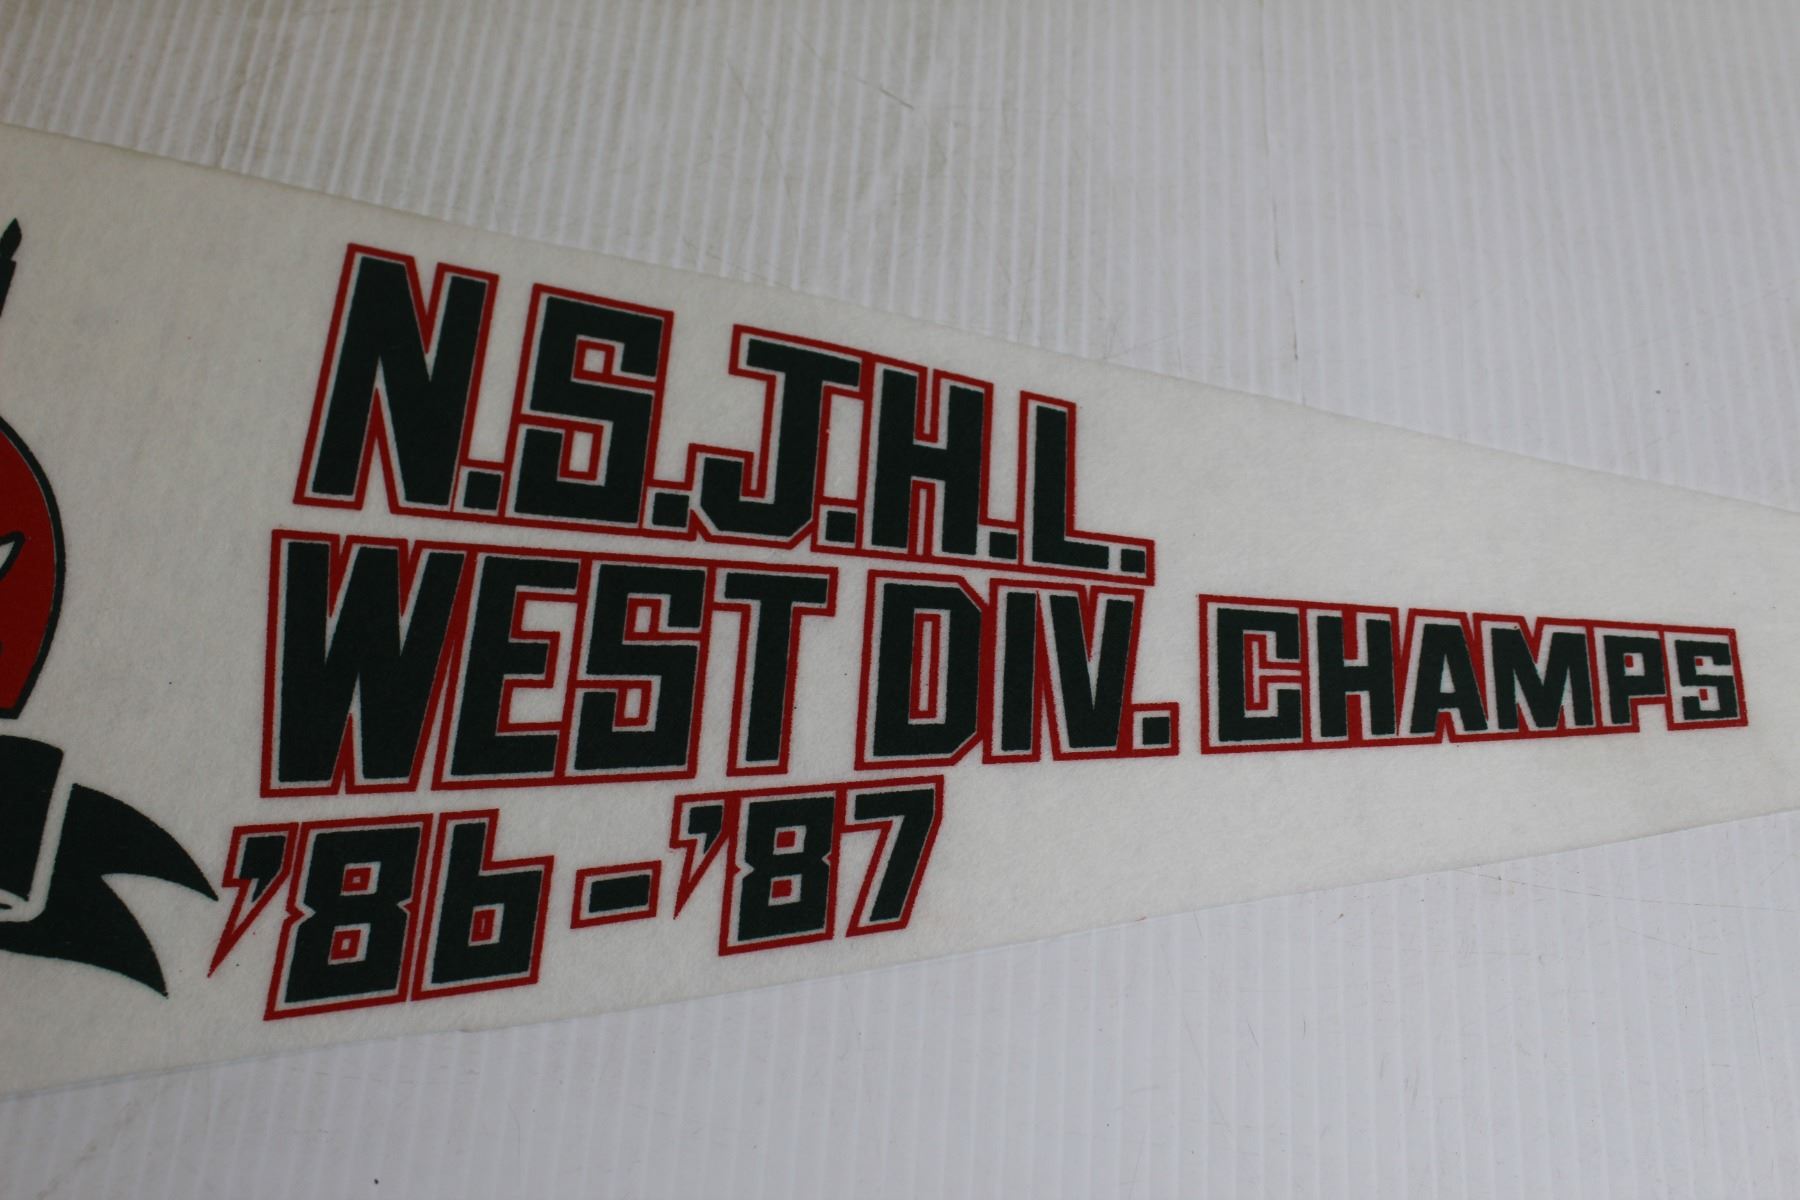 N.S.J.H.L.
WEST DIV. CHAMPS
'86-'87